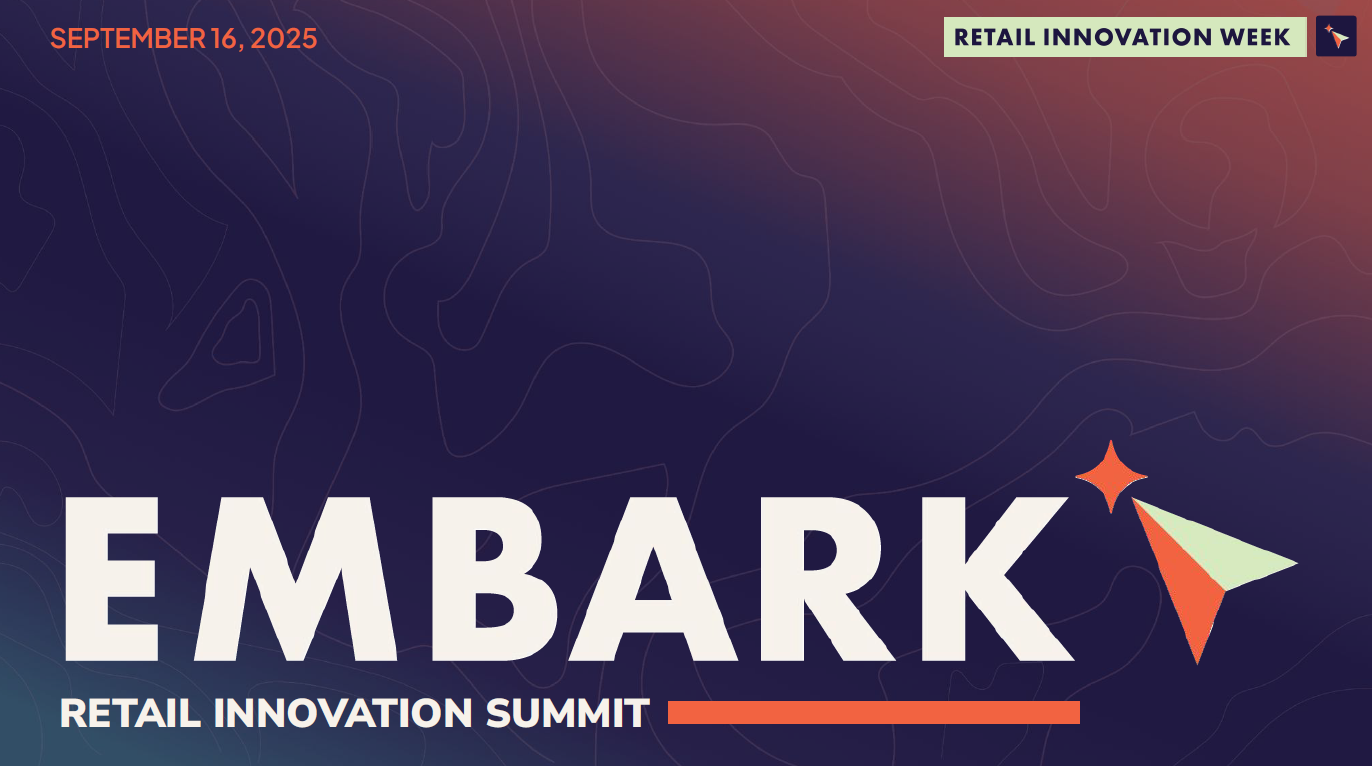 SEPTEMBER 16, 2025
RETAIL INNOVATION WEEK
EMBARK
RETAIL INNOVATION SUMMIT